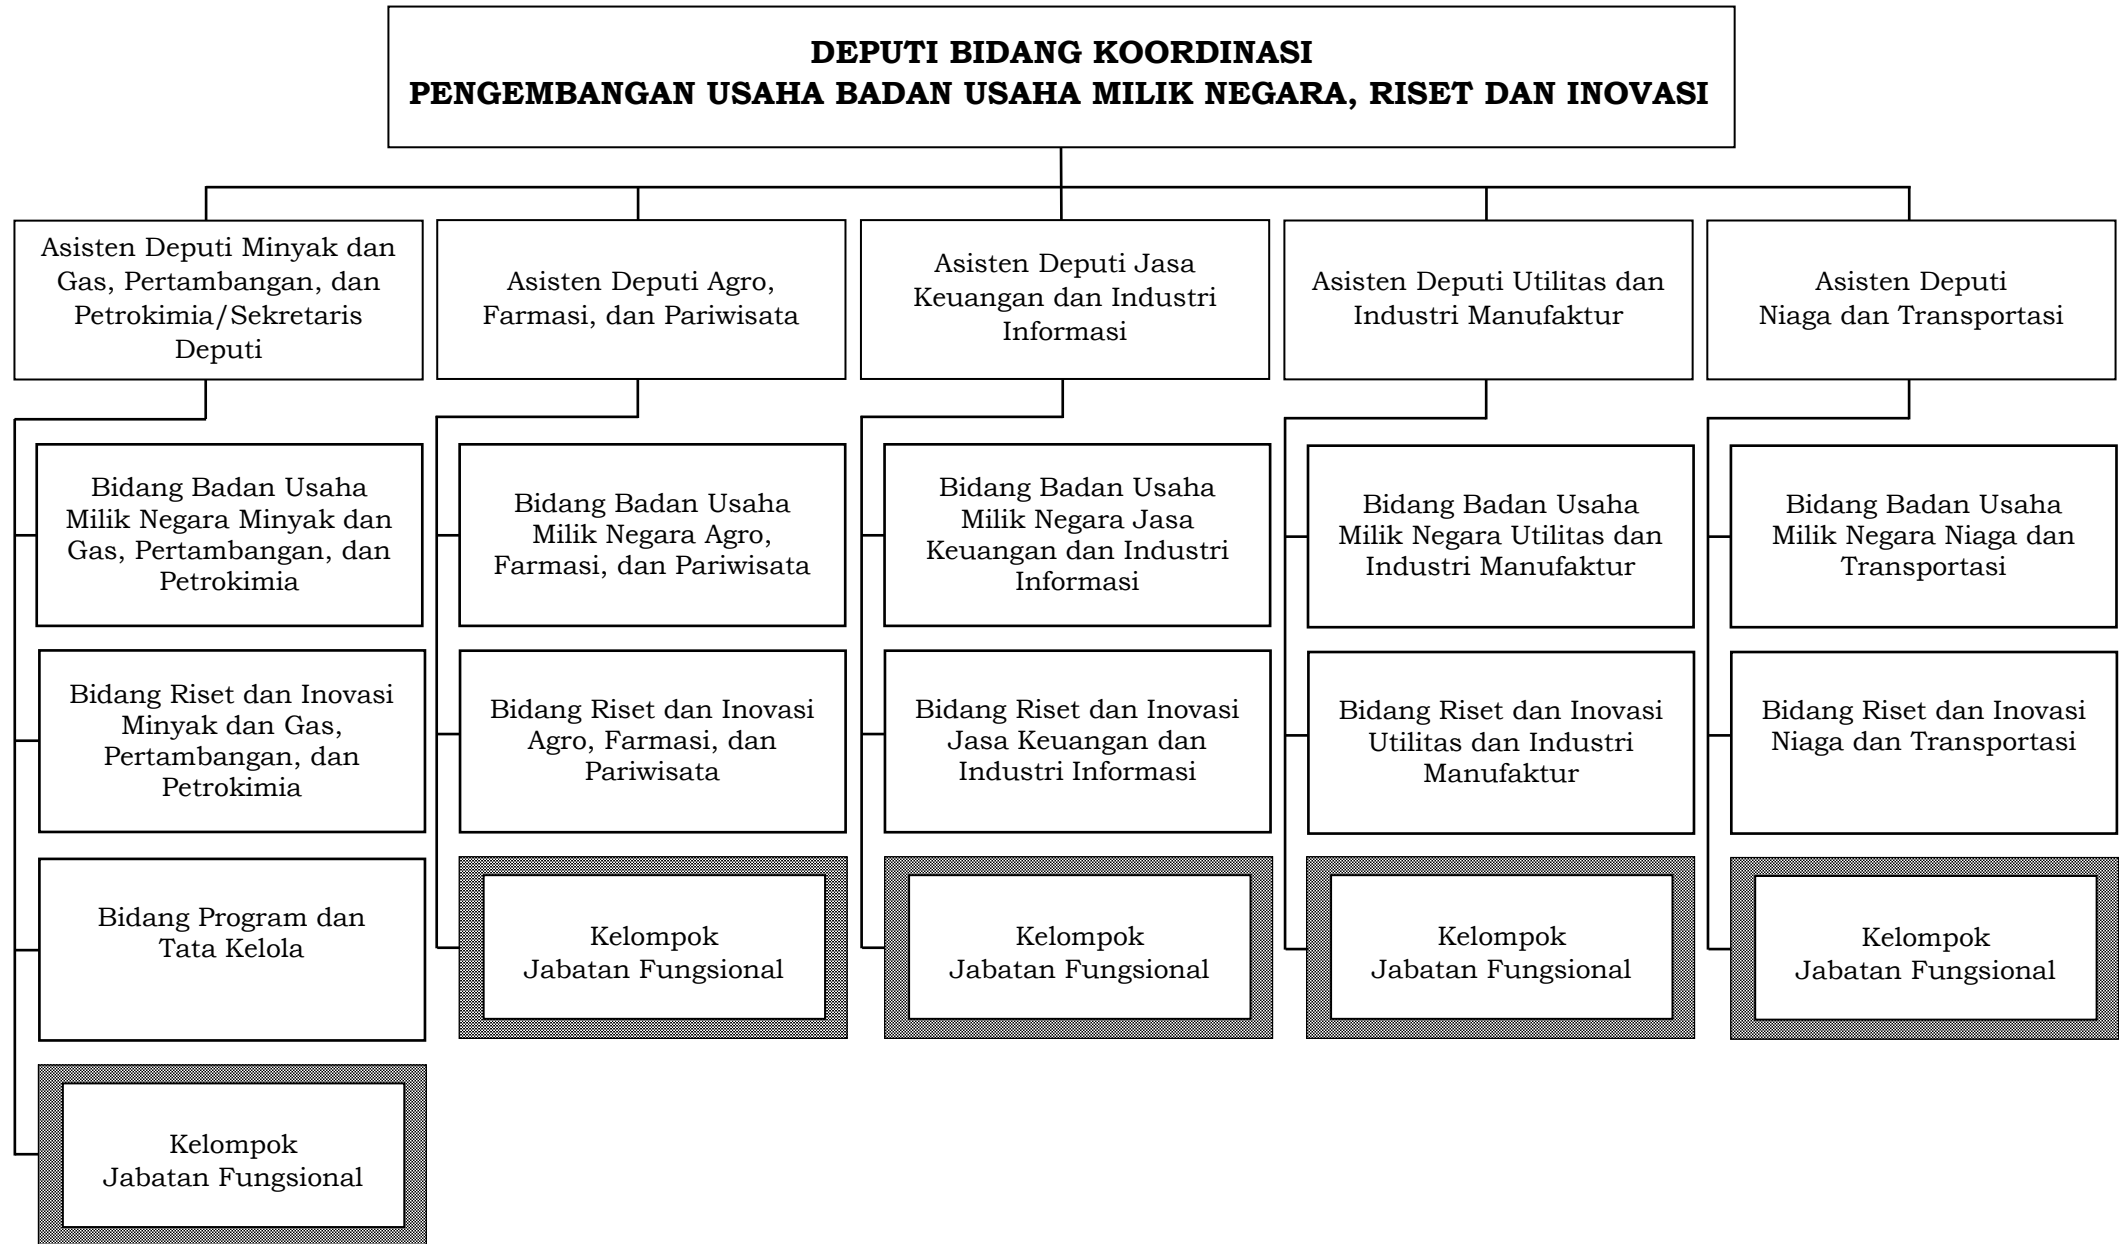 DEPUTI BIDANG KOORDINASI
PENGEMBANGAN USAHA BADAN USAHA MILIK NEGARA, RISET DAN INOVASI
Asisten Deputi Minyak dan
Gas, Pertambangan, dan
Petrokimia/Sekretaris
Deputi
Asisten Deputi Agro,
Farmasi, dan Pariwisata
Asisten Deputi Jasa
Keuangan dan Industri
Informasi
Asisten Deputi Utilitas dan
Industri Manufaktur
Asisten Deputi
Niaga dan Transportasi
Bidang Badan Usaha
Milik Negara Minyak dan
Gas, Pertambangan, dan
Petrokimia
Bidang Badan Usaha
Milik Negara Agro,
Farmasi, dan Pariwisata
Bidang Badan Usaha
Milik Negara Jasa
Keuangan dan Industri
Informasi
Bidang Badan Usaha
Milik Negara Utilitas dan
Industri Manufaktur
Bidang Badan Usaha
Milik Negara Niaga dan
Transportasi
Bidang Riset dan Inovasi
Minyak dan Gas,
Pertambangan, dan
Petrokimia
Bidang Riset dan Inovasi
Agro, Farmasi, dan
Pariwisata
Bidang Riset dan Inovasi
Jasa Keuangan dan
Industri Informasi
Bidang Riset dan Inovasi
Utilitas dan Industri
Manufaktur
Bidang Riset dan Inovasi
Niaga dan Transportasi
Bidang Program dan
Tata Kelola
Kelompok
Jabatan Fungsional
Kelompok
Jabatan Fungsional
Kelompok
Jabatan Fungsional
Kelompok
Jabatan Fungsional
Kelompok
Jabatan Fungsional